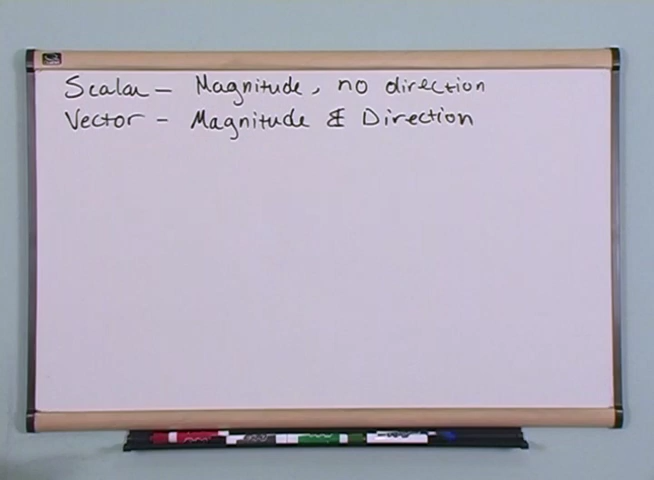 Scalar – Magnitude, no direction
Vector – Magnitude & Direction